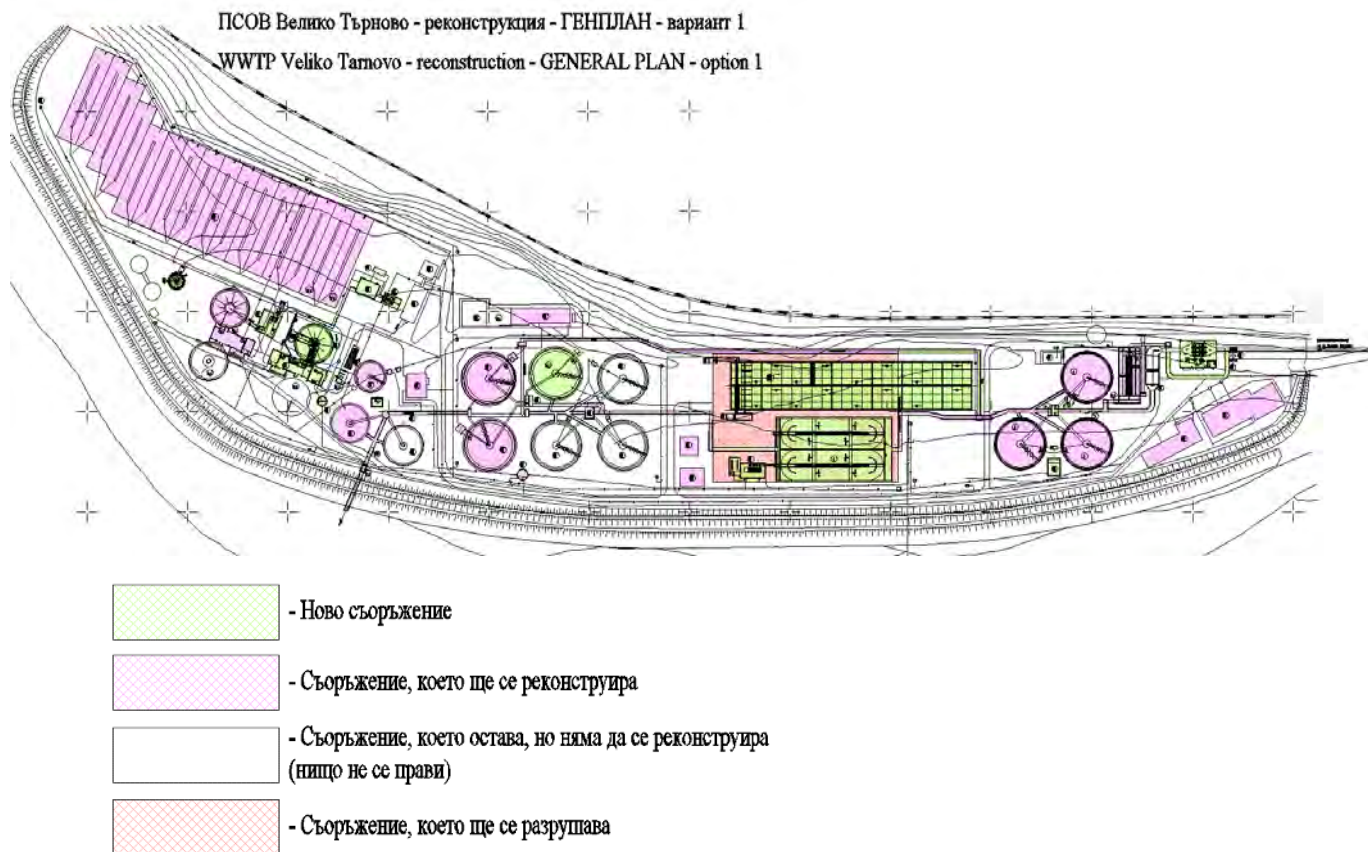 ПСОВ Велико Търново - реконструкция - ГЕНПЛАН - вариант 1
WWTP Veliko Tarnovo - reconstruction - GENERAL PLAN - option 1
- Ново съоръжение
- Съоръжение, което ще се реконструира
- Съоръжение, което остава, но няма да се реконструира
(нищо не се прави)
- Съоръжение, което ще се разрушава